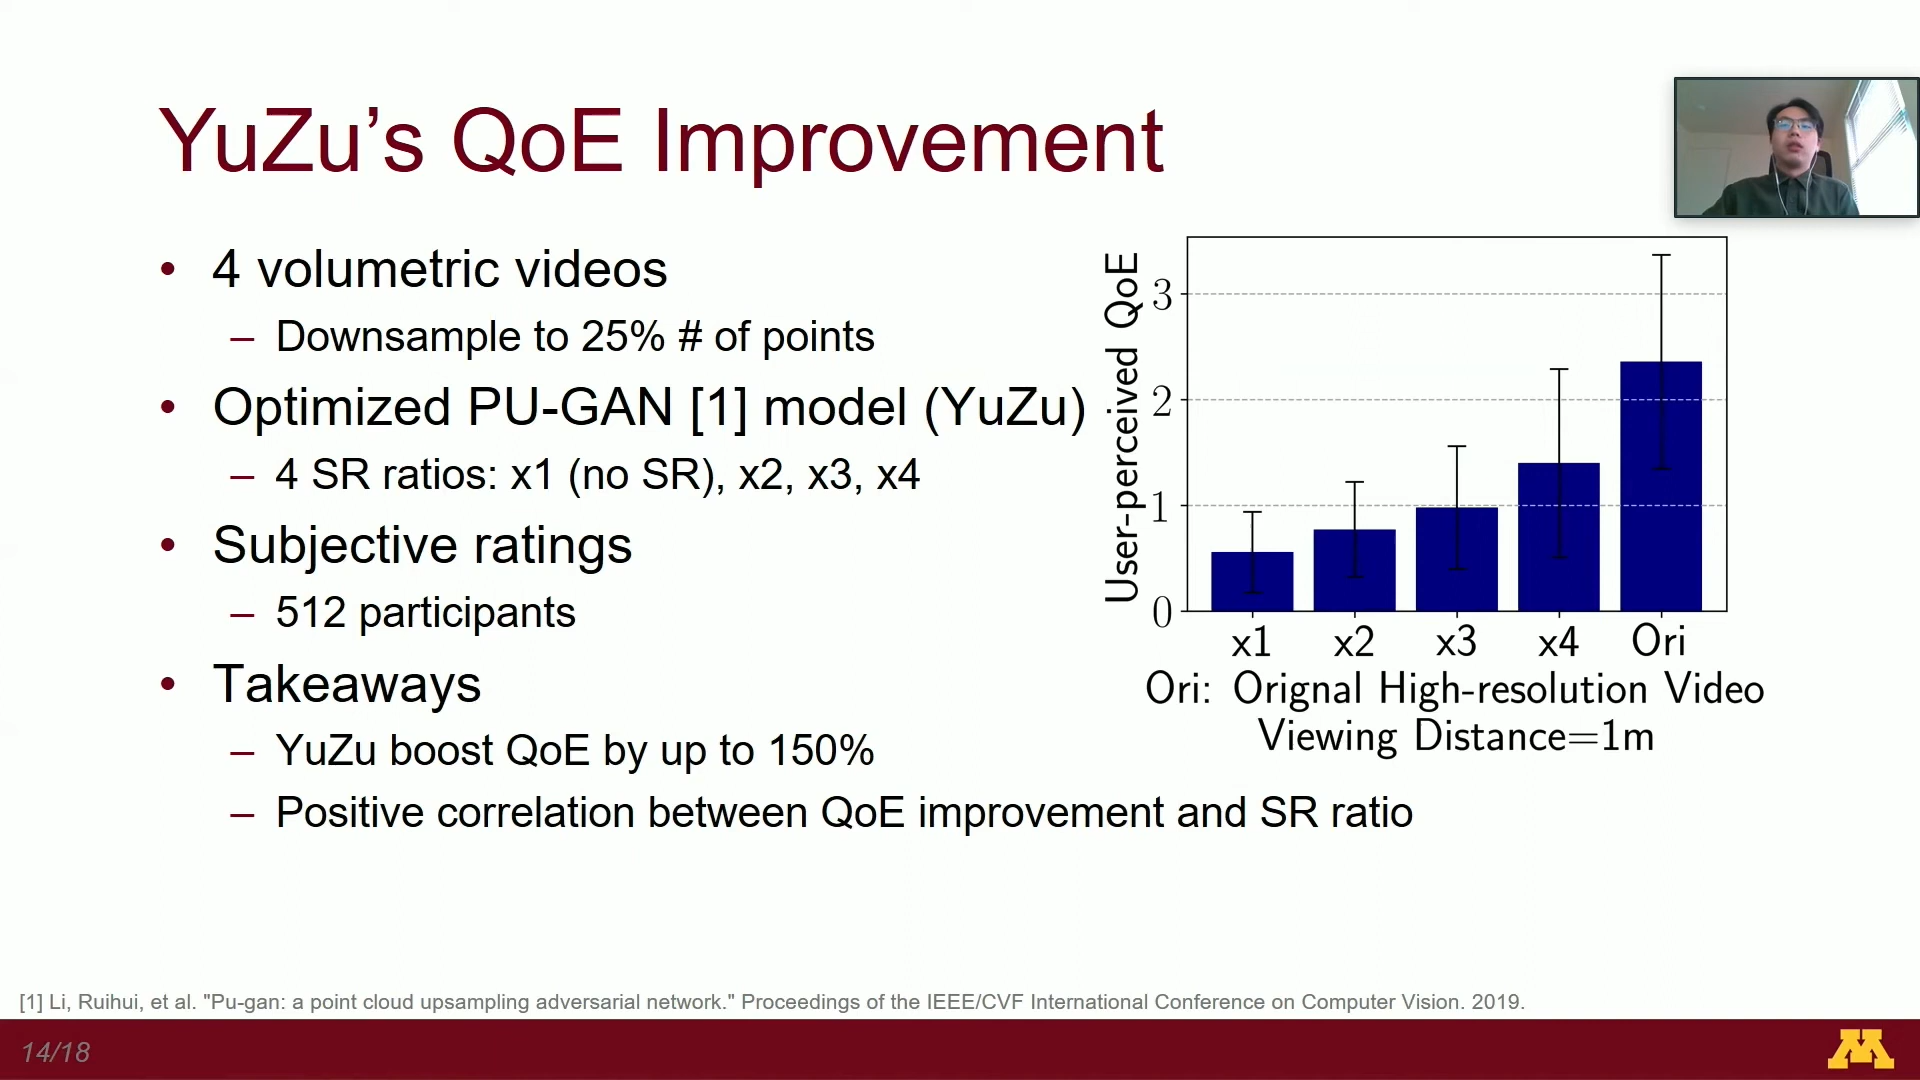 YuZu’s QoE Improvement
• 4 volumetric videos
– Downsample to 25% # of points
• Optimized PU-GAN [1] model (YuZu)
– 4 SR ratios: x1 (no SR), x2, x3, x4
• Subjective ratings
– 512 participants
• Takeaways
– YuZu boost QoE by up to 150%
– Positive correlation between QoE improvement and SR ratio
User-perceived QoE
3
2
1
0
x1 x2 x3 x4 Ori
Ori: Orignal High-resolution Video
Viewing Distance=1m
[1] Li, Ruihui, et al. "Pu-gan: a point cloud upsampling adversarial network." Proceedings of the IEEE/CVF International Conference on Computer Vision. 2019.
14/18
M